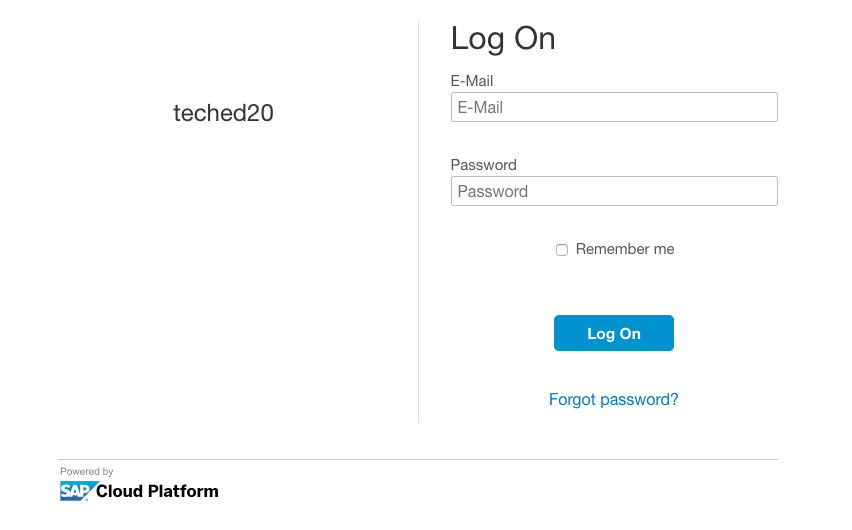 teched20
Log On
E-Mail
E-Mail
Password
Password
Remember me
Log On
Forgot password?
Powered by
SAP Cloud Platform